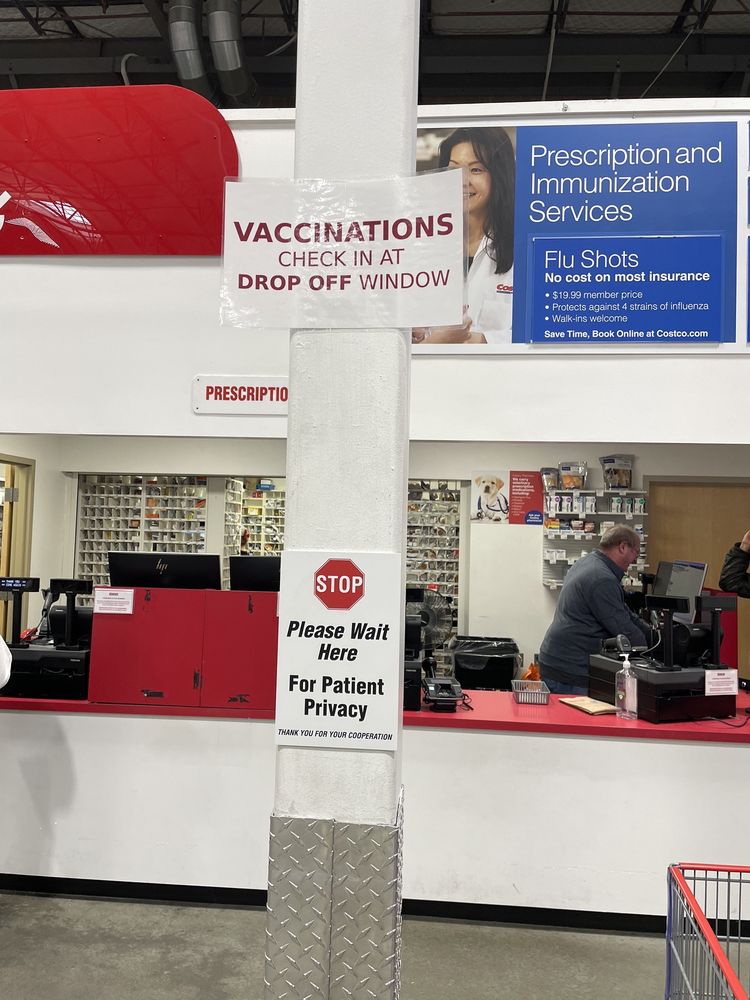 VACCINATIONS
CHECK IN AT
DROP OFF WINDOW
Prescription and
Immunization
Services
Flu Shots
No cost on most insurance
• $19.99 member price
• Protects against 4 strains of influenza
• Walk-ins welcome
Save Time, Book Online at Costco.com
PRESCRIPTIO
hp
STOP
Please Wait
Here
For Patient
Privacy
THANK YOU FOR YOUR COOPERATION